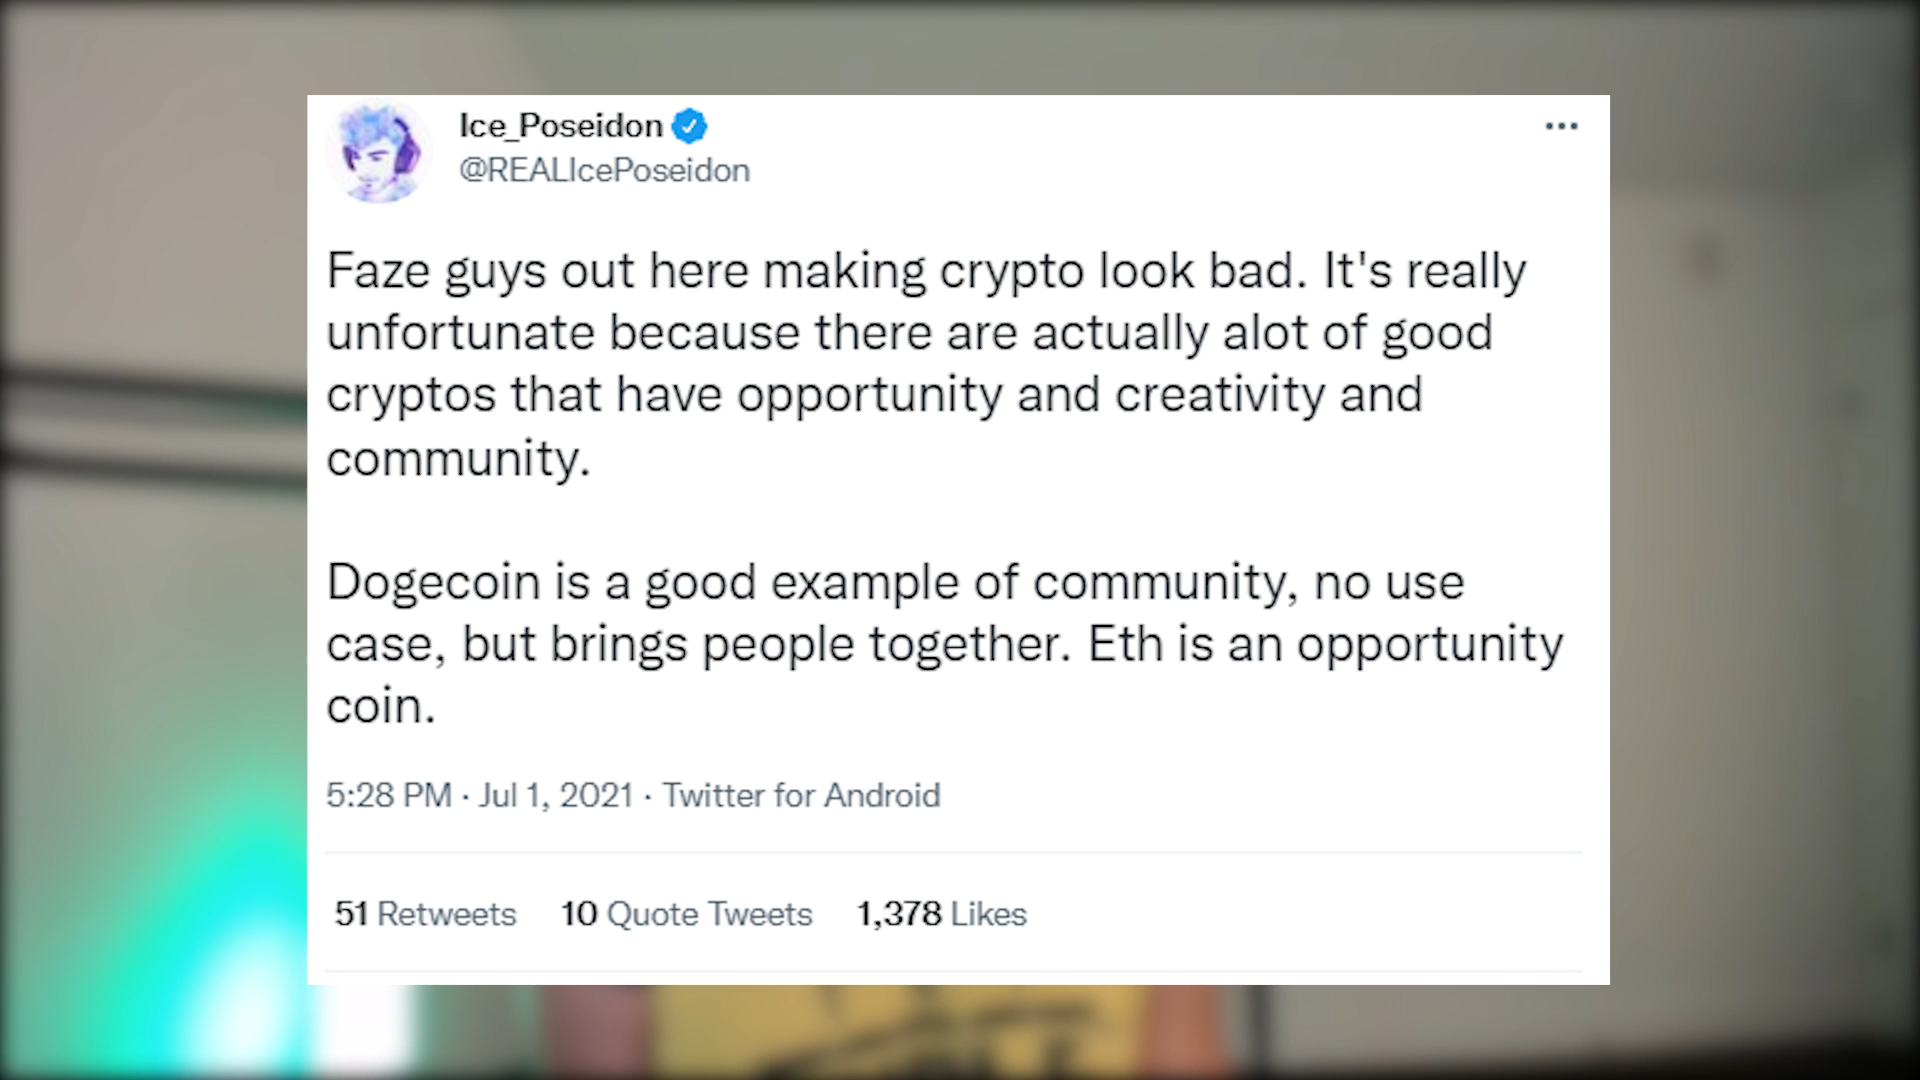 Ice_Poseidon
@REALIcePoseidon
Faze guys out here making crypto look bad. It's really
unfortunate because there are actually alot of good
cryptos that have opportunity and creativity and
community.
Dogecoin is a good example of community, no use
case, but brings people together. Eth is an opportunity
coin.
5:28 PM · Jul 1, 2021 · Twitter for Android
51 Retweets 10 Quote Tweets 1,378 Likes